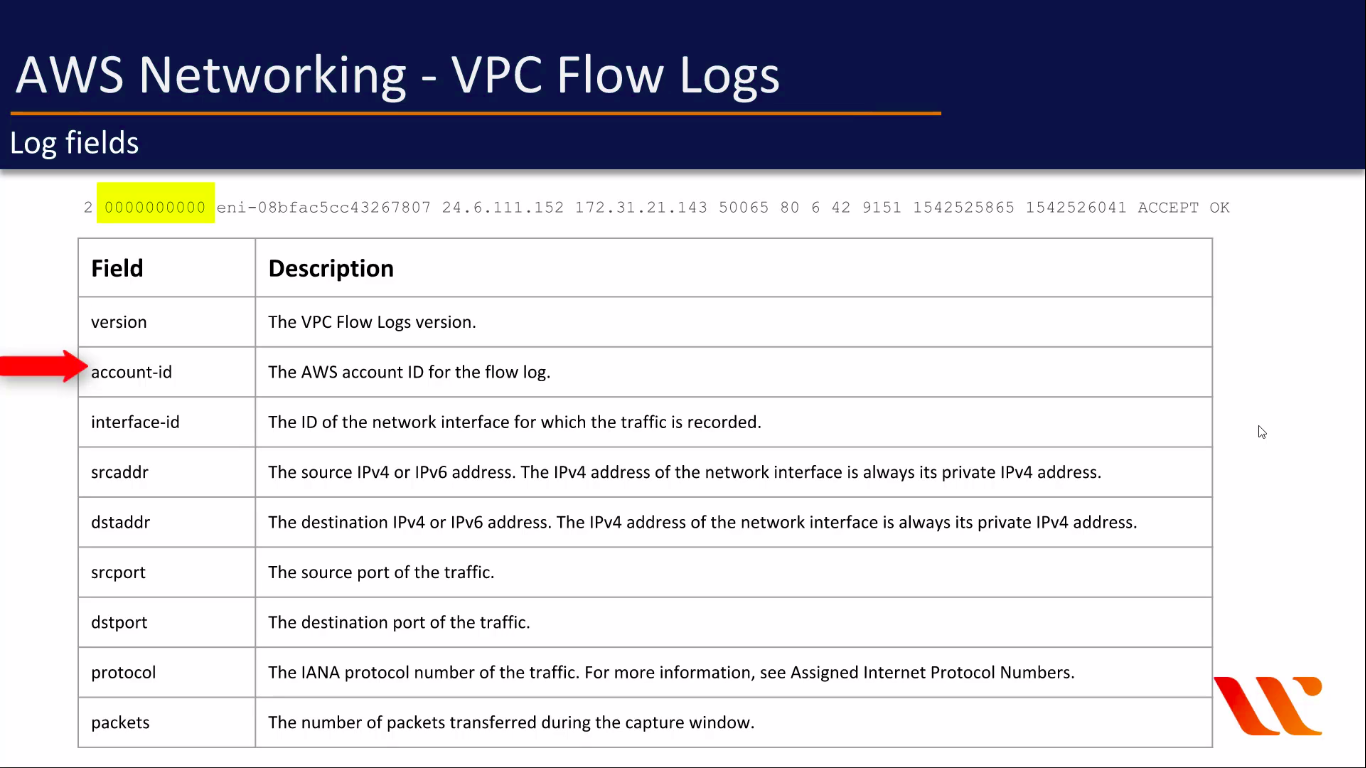 AWS Networking - VPC Flow Logs
Log fields
2 0000000000 eni-08bfac5cc43267807 24.6.111.152 172.31.21.143 50065 80 6 42 9151 1542525865 1542526041 ACCEPT OK
Field Description
version The VPC Flow Logs version.
account-id The AWS account ID for the flow log.
interface-id The ID of the network interface for which the traffic is recorded.
srcaddr The source IPv4 or IPv6 address. The IPv4 address of the network interface is always its private IPv4 address.
dstaddr The destination IPv4 or IPv6 address. The IPv4 address of the network interface is always its private IPv4 address.
srcport The source port of the traffic.
dstport The destination port of the traffic.
protocol The IANA protocol number of the traffic. For more information, see Assigned Internet Protocol Numbers.
packets The number of packets transferred during the capture window.